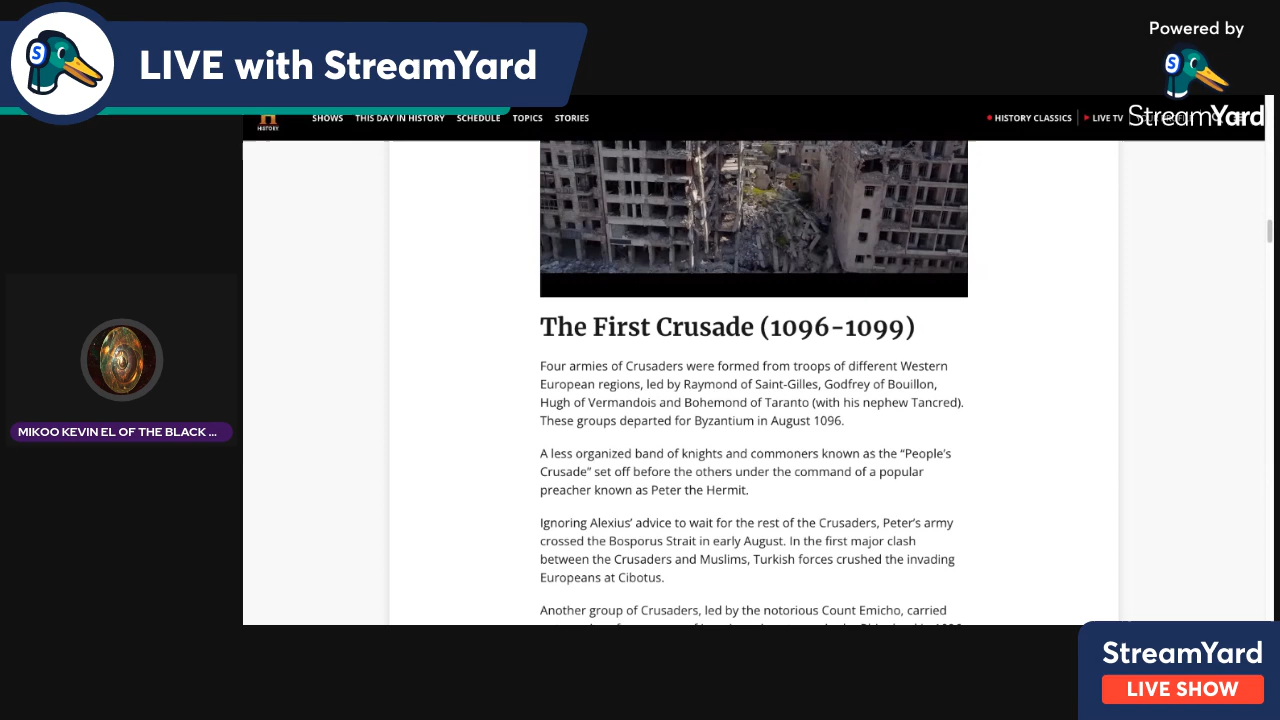 LIVE with StreamYard
Powered by
StreamYard
HISTORY
SHOWS THIS DAY IN HISTORY SCHEDULE TOPICS STORIES
HISTORY CLASSICS LIVE TV
The First Crusade (1096-1099)
Four armies of Crusaders were formed from troops of different Western
European regions, led by Raymond of Saint-Gilles, Godfrey of Bouillon,
Hugh of Vermandois and Bohemond of Taranto (with his nephew Tancred).
These groups departed for Byzantium in August 1096.
A less organized band of knights and commoners known as the “People’s
Crusade” set off before the others under the command of a popular
preacher known as Peter the Hermit.
Ignoring Alexius’ advice to wait for the rest of the Crusaders, Peter’s army
crossed the Bosporus Strait in early August. In the first major clash
between the Crusaders and Muslims, Turkish forces crushed the invading
Europeans at Cibotus.
Another group of Crusaders, led by the notorious Count Emicho, carried
MIKOO KEVIN EL OF THE BLACK ...
StreamYard
LIVE SHOW